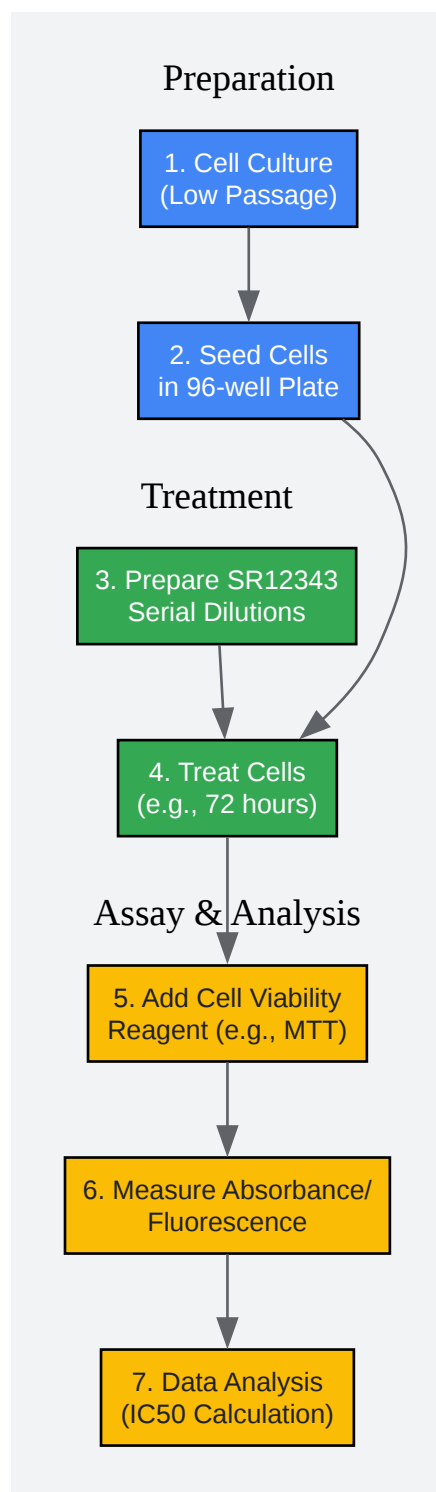 Preparation
1. Cell Culture
(Low Passage)
2. Seed Cells
in 96-well Plate
Treatment
3. Prepare SR12343
Serial Dilutions
4. Treat Cells
(e.g., 72 hours)
Assay & Analysis
5. Add Cell Viability
Reagent (e.g., MTT)
6. Measure Absorbance/
Fluorescence
7. Data Analysis
(IC50 Calculation)